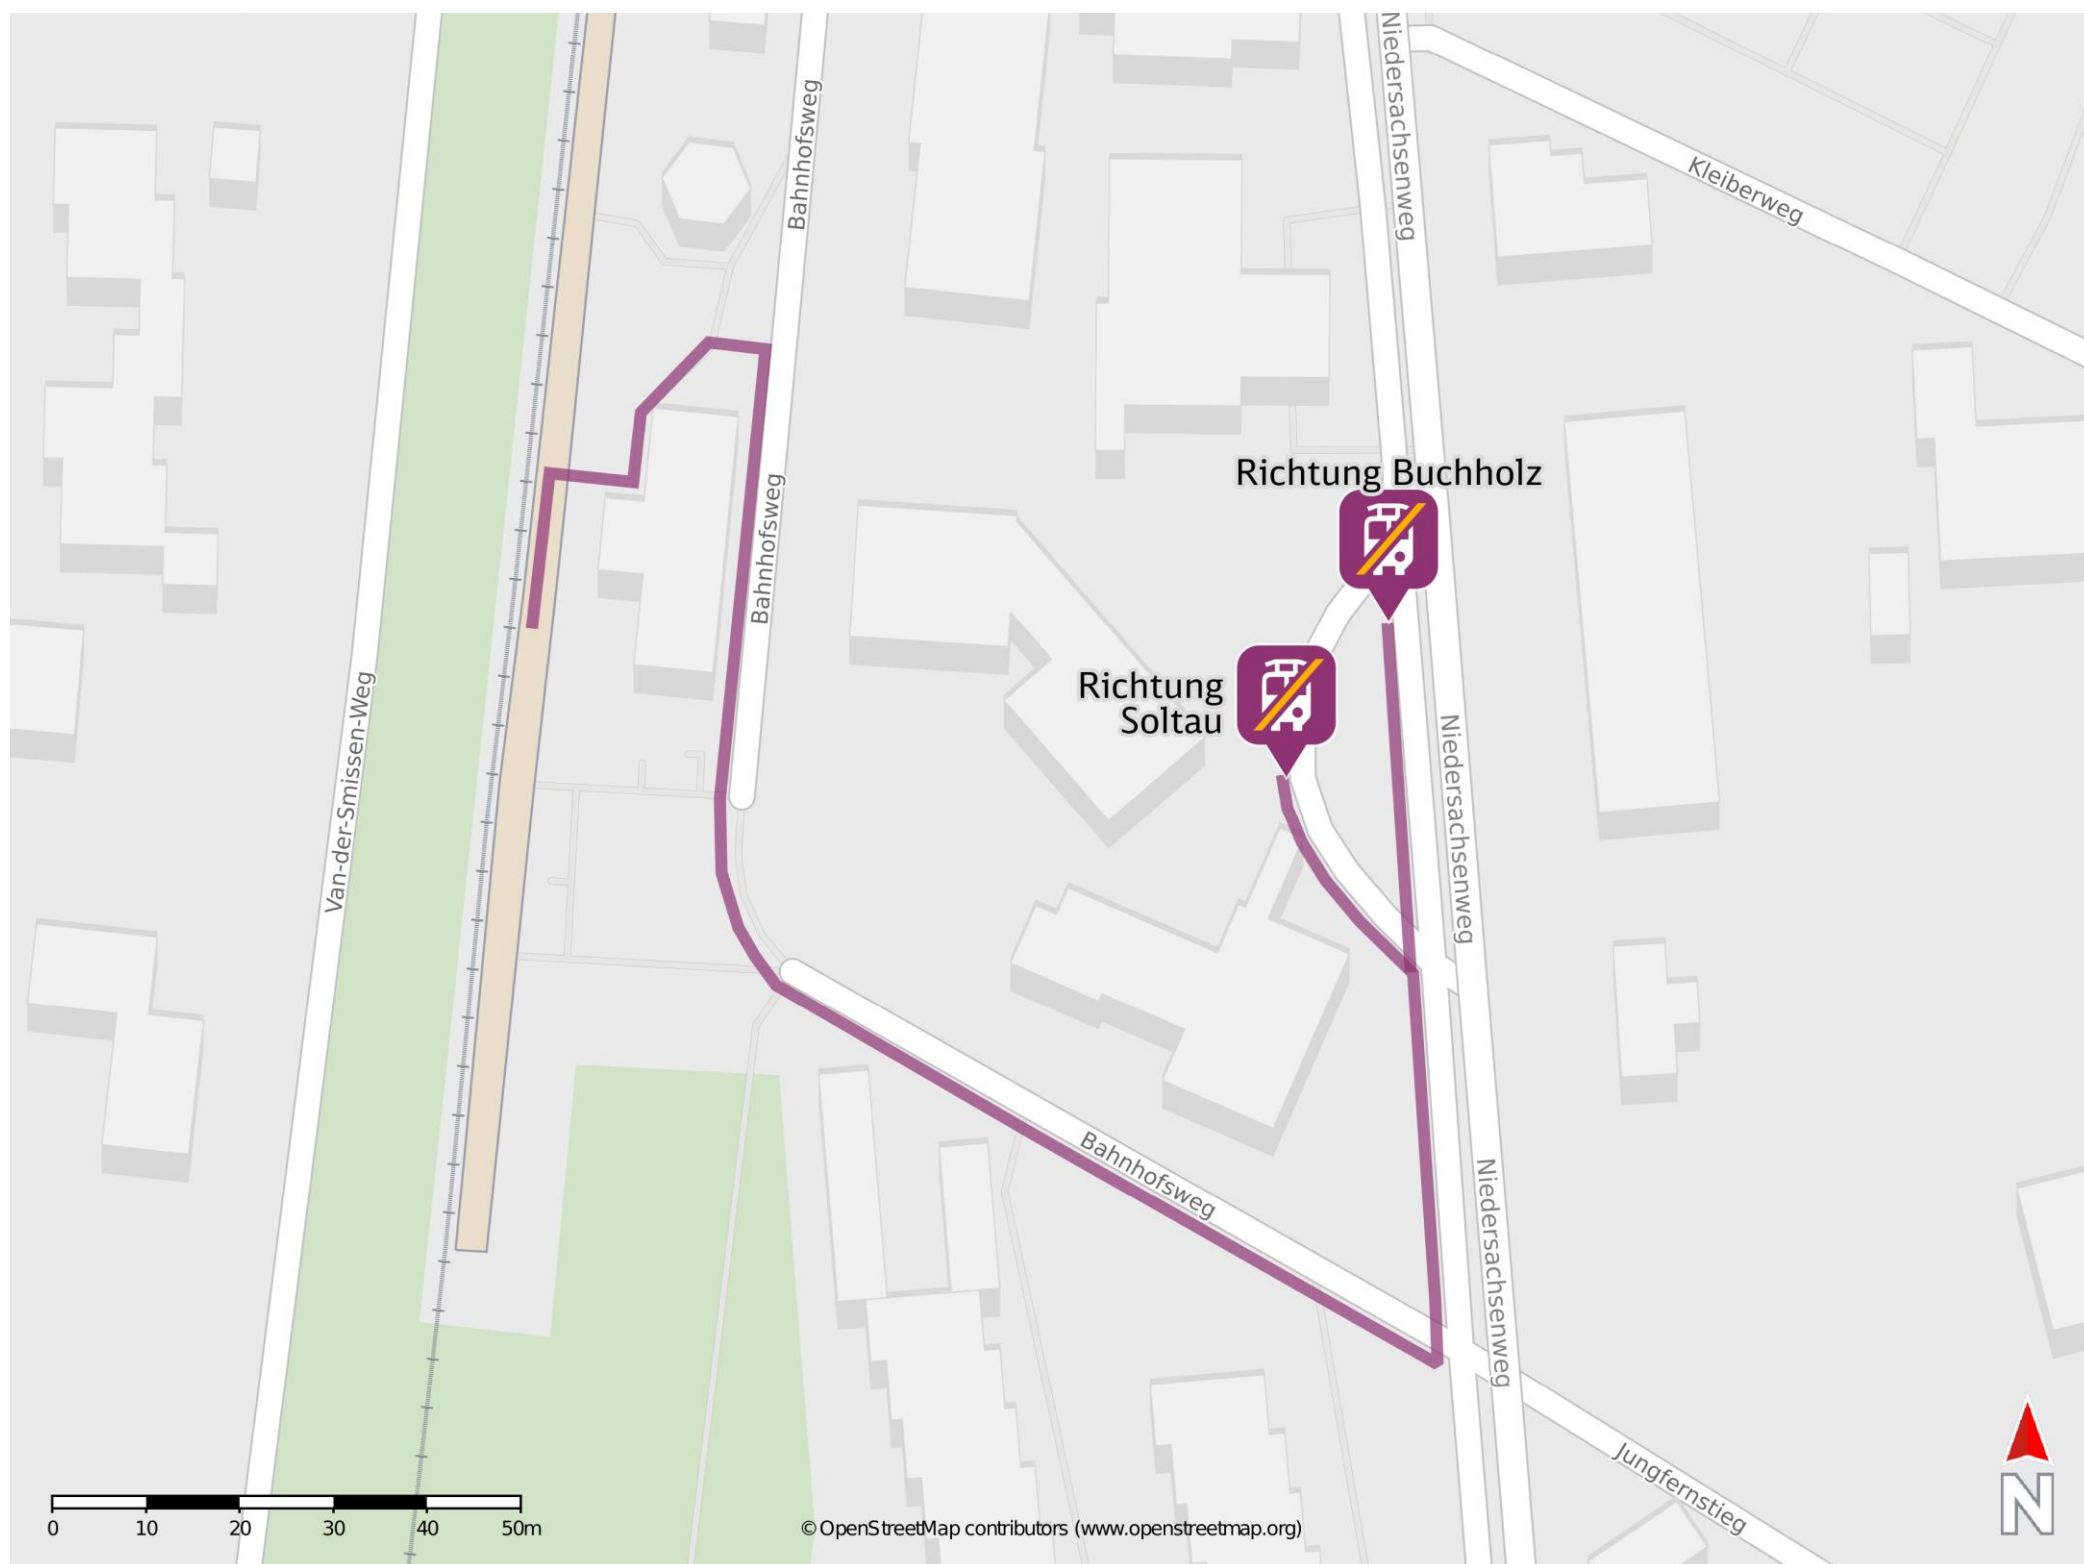 Niedersachsenweg
Bahnhofsweg
Kleiberweg
Richtung Buchholz
Bahnhofsweg
Richtung
Soltau
Van-der-Smissen-Weg
Niedersachsenweg
Bahnhofsweg
Niedersachsenweg
Jungfernstieg
N
0 10 20 30 40 50m
© OpenStreetMap contributors (www.openstreetmap.org)